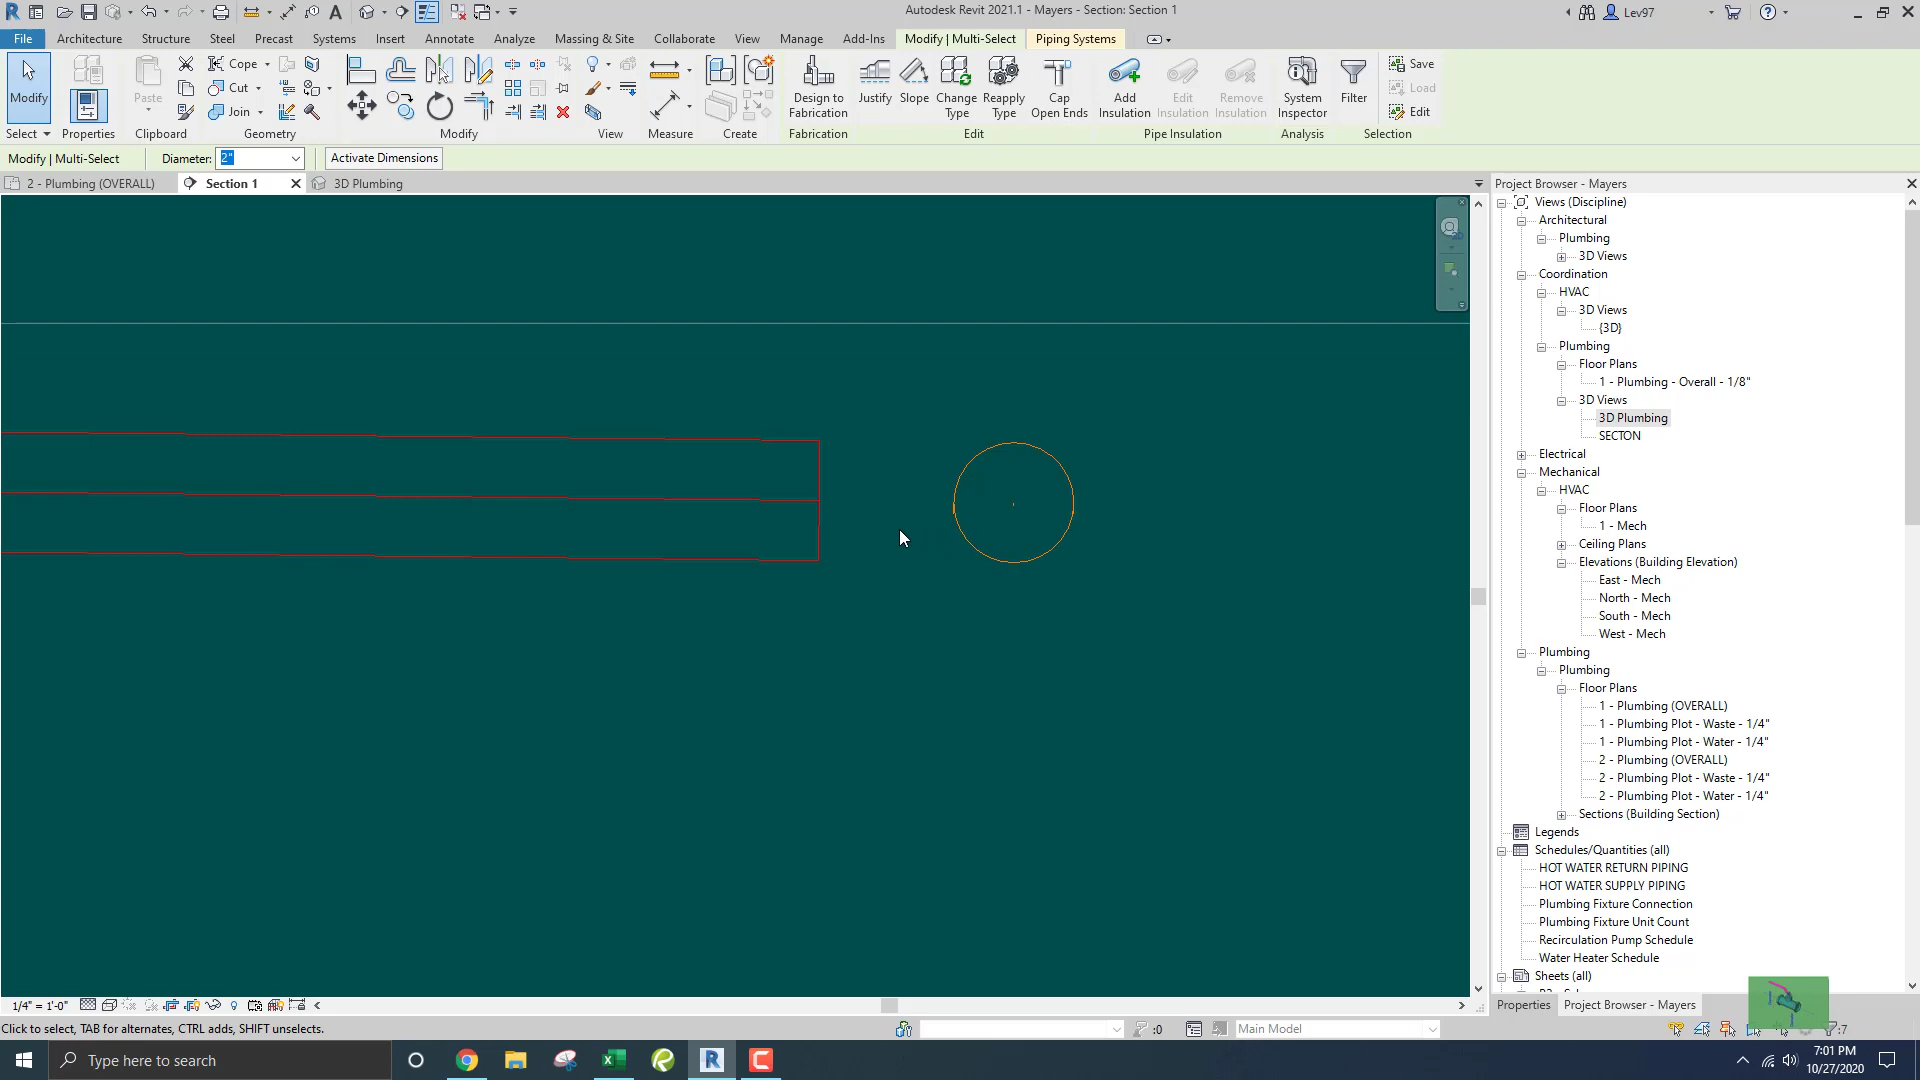 Autodesk Revit 2021.1 - Mayers - Section: Section 1
Lev97
File Architecture Structure Steel Precast Systems Insert Annotate Analyze Massing & Site Collaborate View Manage Add-Ins Modify | Multi-Select Piping Systems
Modify
Select
Properties
Paste
Clipboard
Cope
Cut
Join
Geometry
Modify
View
Measure
Create
Design to Fabrication
Fabrication
Justify
Slope
Change Type
Reapply Type
Cap Open Ends
Edit
Add Insulation
Edit Insulation
Remove Insulation
Pipe Insulation
System Inspector
Analysis
Filter
Save
Load
Edit
Selection
Modify | Multi-Select
Diameter: 2"
Activate Dimensions
2 - Plumbing (OVERALL)
Section 1
3D Plumbing
Project Browser - Mayers
Views (Discipline)
Architectural
Plumbing
3D Views
Coordination
HVAC
3D Views
{3D}
Plumbing
Floor Plans
1 - Plumbing - Overall - 1/8"
3D Views
3D Plumbing
SECTON
Electrical
Mechanical
HVAC
Floor Plans
1 - Mech
Ceiling Plans
Elevations (Building Elevation)
East - Mech
North - Mech
South - Mech
West - Mech
Plumbing
Plumbing
Floor Plans
1 - Plumbing (OVERALL)
1 - Plumbing Plot - Waste - 1/4"
1 - Plumbing Plot - Water - 1/4"
2 - Plumbing (OVERALL)
2 - Plumbing Plot - Waste - 1/4"
2 - Plumbing Plot - Water - 1/4"
Sections (Building Section)
Legends
Schedules/Quantities (all)
HOT WATER RETURN PIPING
HOT WATER SUPPLY PIPING
Plumbing Fixture Connection
Plumbing Fixture Unit Count
Recirculation Pump Schedule
Water Heater Schedule
Sheets (all)
Properties
Project Browser - Mayers
1/4" = 1'-0"
Click to select, TAB for alternates, CTRL adds, SHIFT unselects.
:0
Main Model
:7
Type here to search
7:01 PM
10/27/2020